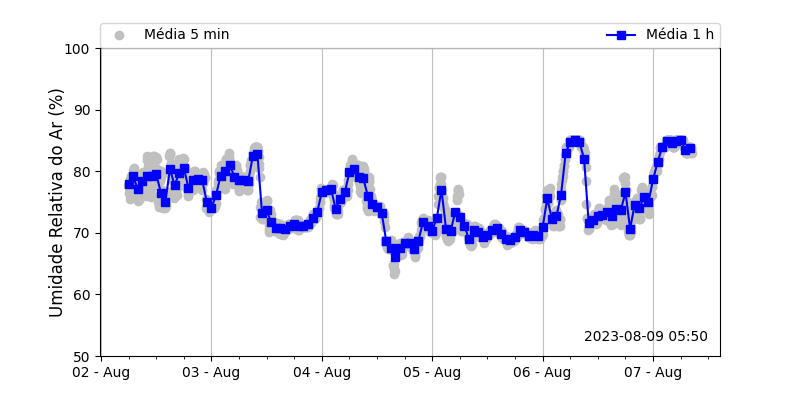 Média 5 min
Média 1 h
Umidade Relativa do Ar (%)
100
90
80
70
60
50
2023-08-09 05:50
02 - Aug
03 - Aug
04 - Aug
05 - Aug
06 - Aug
07 - Aug